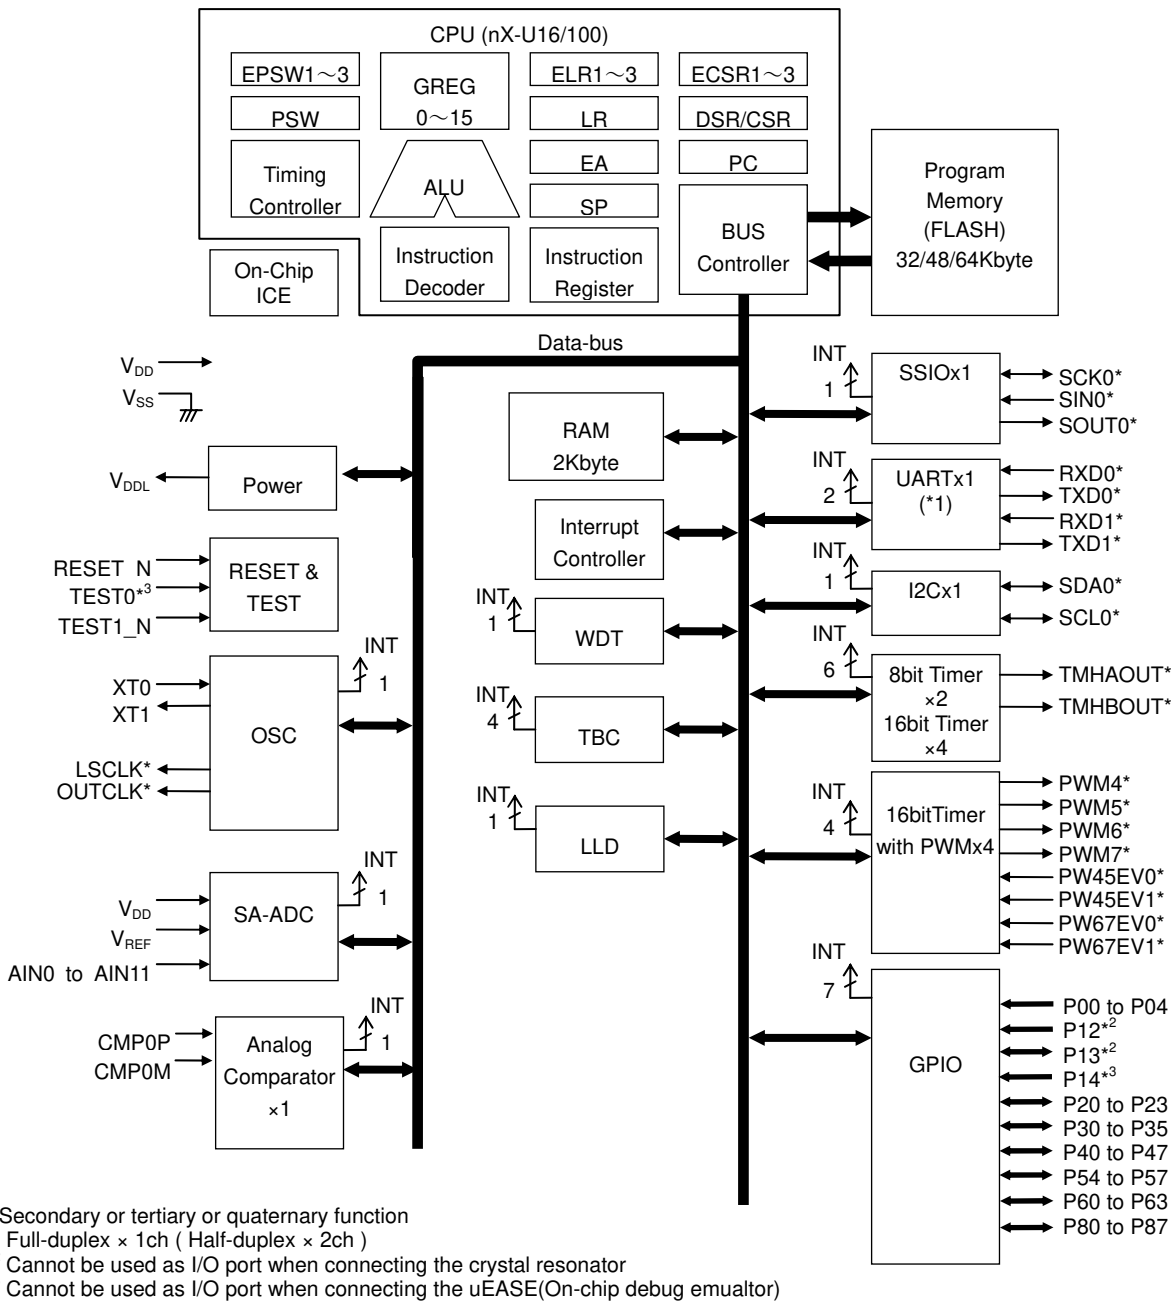 CPU (nX-U16/100)
EPSW1～3
GREG
0～15
ELR1～3
ECSR1～3
PSW
LR
DSR/CSR
Timing
Controller
ALU
EA
PC
SP
BUS
Controller
Program
Memory
(FLASH)
32/48/64Kbyte
On-Chip
ICE
Instruction
Decoder
Instruction
Register
Data-bus
VDD
VSS
VDDL
Power
RESET_N
TEST0*3
TEST1_N
RESET &
TEST
XT0
XT1
LSCLK*
OUTCLK*
OSC
INT
1
VDD
VREF
AIN0 to AIN11
SA-ADC
INT
1
CMP0P
CMP0M
Analog
Comparator
×1
INT
1
RAM
2Kbyte
Interrupt
Controller
INT
1
WDT
INT
4
TBC
INT
1
LLD
INT
1
SSIOx1
SCK0*
SIN0*
SOUT0*
INT
2
UARTx1
(*1)
RXD0*
TXD0*
RXD1*
TXD1*
INT
1
I2Cx1
SDA0*
SCL0*
INT
6
8bit Timer
×2
16bit Timer
×4
TMHAOUT*
TMHBOUT*
INT
4
16bitTimer
with PWMx4
PWM4*
PWM5*
PWM6*
PWM7*
PW45EV0*
PW45EV1*
PW67EV0*
PW67EV1*
INT
7
GPIO
P00 to P04
P12*2
P13*2
P14*3
P20 to P23
P30 to P35
P40 to P47
P54 to P57
P60 to P63
P80 to P87
Secondary or tertiary or quaternary function
Full-duplex × 1ch ( Half-duplex × 2ch )
Cannot be used as I/O port when connecting the crystal resonator
Cannot be used as I/O port when connecting the uEASE(On-chip debug emualtor)